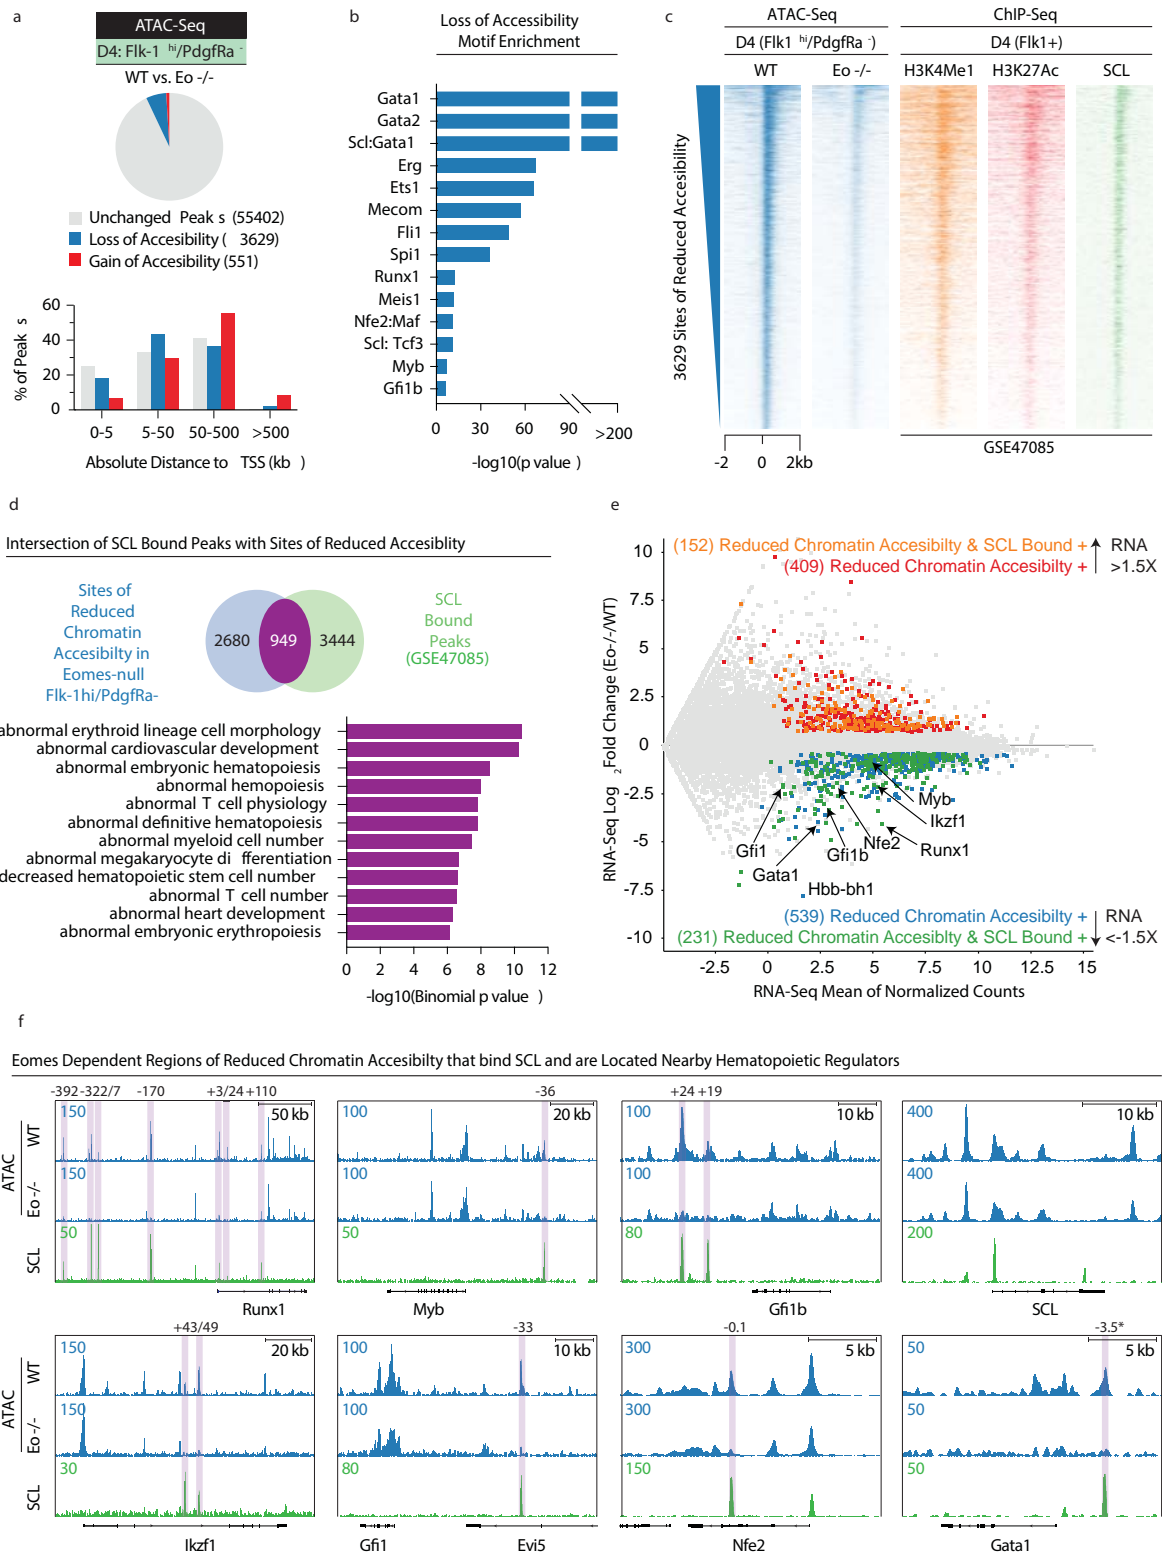 a
ATAC-Seq
D4: Flk-1 hi/PdgfRa -
WT vs. Eo -/-
Unchanged Peak s (55402)
Loss of Accesibility ( 3629)
Gain of Accesibility (551)
% of Peak s
60
40
20
0
0-5 5-50 50-500 >500
Absolute Distance to TSS (kb )
b
Loss of Accessibility
Motif Enrichment
Gata1
Gata2
Scl:Gata1
Erg
Ets1
Mecom
Fli1
Spi1
Runx1
Meis1
Nfe2:Maf
Scl: Tcf3
Myb
Gfi1b
0 30 60 90 >200
-log10(p value )
c
ATAC-Seq ChIP-Seq
D4 (Flk1 hi/PdgfRa -) D4 (Flk1+)
WT Eo -/- H3K4Me1 H3K27Ac SCL
3629 Sites of Reduced Accesibility
-2 0 2kb
GSE47085
d
Intersection of SCL Bound Peaks with Sites of Reduced Accesiblity
Sites of
Reduced
Chromatin
Accesibilty in
Eomes-null
Flk-1hi/PdgfRa-
2680 949 3444
SCL
Bound
Peaks
(GSE47085)
abnormal erythroid lineage cell morphology
abnormal cardiovascular development
abnormal embryonic hematopoiesis
abnormal hemopoiesis
abnormal T cell physiology
abnormal definitive hematopoiesis
abnormal myeloid cell number
abnormal megakaryocyte di fferentiation
decreased hematopoietic stem cell number
abnormal T cell number
abnormal heart development
abnormal embryonic erythropoiesis
0 2 4 6 8 10 12
-log10(Binomial p value )
e
RNA-Seq Log 2 Fold Change (Eo-/-/WT)
10
7.5
5
2.5
0
-2.5
-5
-7.5
-10
(152) Reduced Chromatin Accesibilty & SCL Bound + RNA
(409) Reduced Chromatin Accesibilty + >1.5X
Myb
Ikzf1
Runx1
Nfe2
Gfi1b
Gfi1
Gata1
Hbb-bh1
(539) Reduced Chromatin Accesibilty + RNA
(231) Reduced Chromatin Accesiblty & SCL Bound + <-1.5X
-2.5 0 2.5 5 7.5 10 12.5 15
RNA-Seq Mean of Normalized Counts
f
Eomes Dependent Regions of Reduced Chromatin Accesibilty that bind SCL and are Located Nearby Hematopoietic Regulators
-392 -322/7 -170 +3/24 +110 -36 +24 +19
ATAC
WT
Eo -/-
SCL
150 50 kb
150
50
Runx1
100 20 kb
100
50
Myb
100 10 kb
100
80
Gfi1b
400 10 kb
400
200
SCL
+43/49 -33 -0.1 -3.5*
ATAC
WT
Eo -/-
SCL
150 20 kb
150
30
Ikzf1
100 10 kb
100
80
Gfi1 Evi5
300 5 kb
300
150
Nfe2
50 5 kb
50
50
Gata1